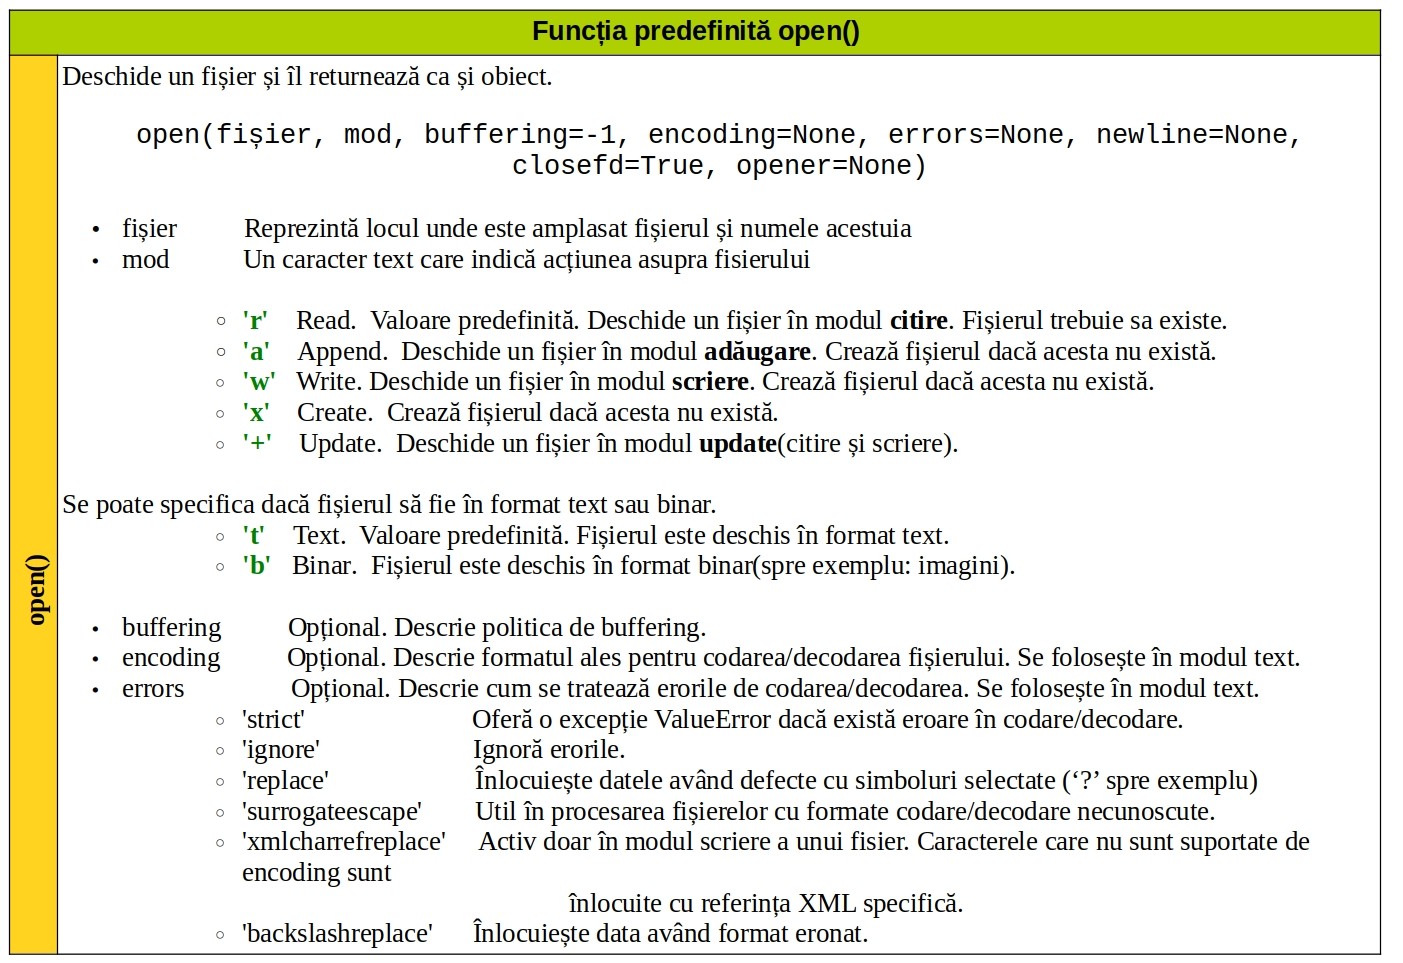 Funcția predefinită open()
open()
Deschide un fișier și îl returnează ca și obiect.
open(fișier, mod, buffering=-1, encoding=None, errors=None, newline=None,
closefd=True, opener=None)
• fișier Reprezintă locul unde este amplasat fișierul și numele acestuia
• mod Un caracter text care indică acțiunea asupra fisierului
○ 'r' Read. Valoare predefinită. Deschide un fișier în modul citire. Fișierul trebuie sa existe.
○ 'a' Append. Deschide un fișier în modul adăugare. Crează fișierul dacă acesta nu există.
○ 'w' Write. Deschide un fișier în modul scriere. Crează fișierul dacă acesta nu există.
○ 'x' Create. Crează fișierul dacă acesta nu există.
○ '+' Update. Deschide un fișier în modul update(citire și scriere).
Se poate specifica dacă fișierul să fie în format text sau binar.
○ 't' Text. Valoare predefinită. Fișierul este deschis în format text.
○ 'b' Binar. Fișierul este deschis în format binar(spre exemplu: imagini).
• buffering Opțional. Descrie politica de buffering.
• encoding Opțional. Descrie formatul ales pentru codarea/decodarea fișierului. Se folosește în modul text.
• errors Opțional. Descrie cum se tratează erorile de codarea/decodarea. Se folosește în modul text.
○ 'strict' Oferă o excepție ValueError dacă există eroare în codare/decodare.
○ 'ignore' Ignoră erorile.
○ 'replace' Înlocuiește datele având defecte cu simboluri selectate (‘?’ spre exemplu)
○ 'surrogateescape' Util în procesarea fișierelor cu formate codare/decodare necunoscute.
○ 'xmlcharrefreplace' Activ doar în modul scriere a unui fisier. Caracterele care nu sunt suportate de
encoding sunt
înlocuite cu referința XML specifică.
○ 'backslashreplace' Înlocuiește data având format eronat.